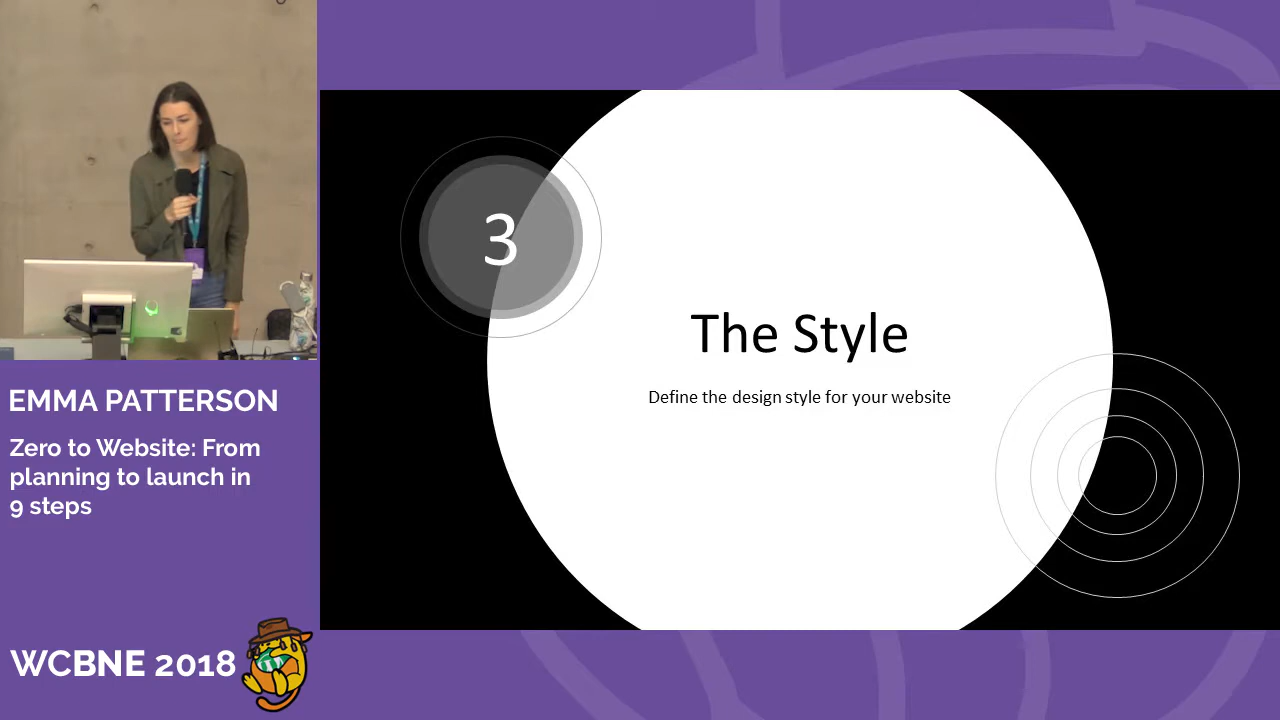 EMMA PATTERSON
Zero to Website: From
planning to launch in
9 steps
WCBNE 2018
3
The Style
Define the design style for your website